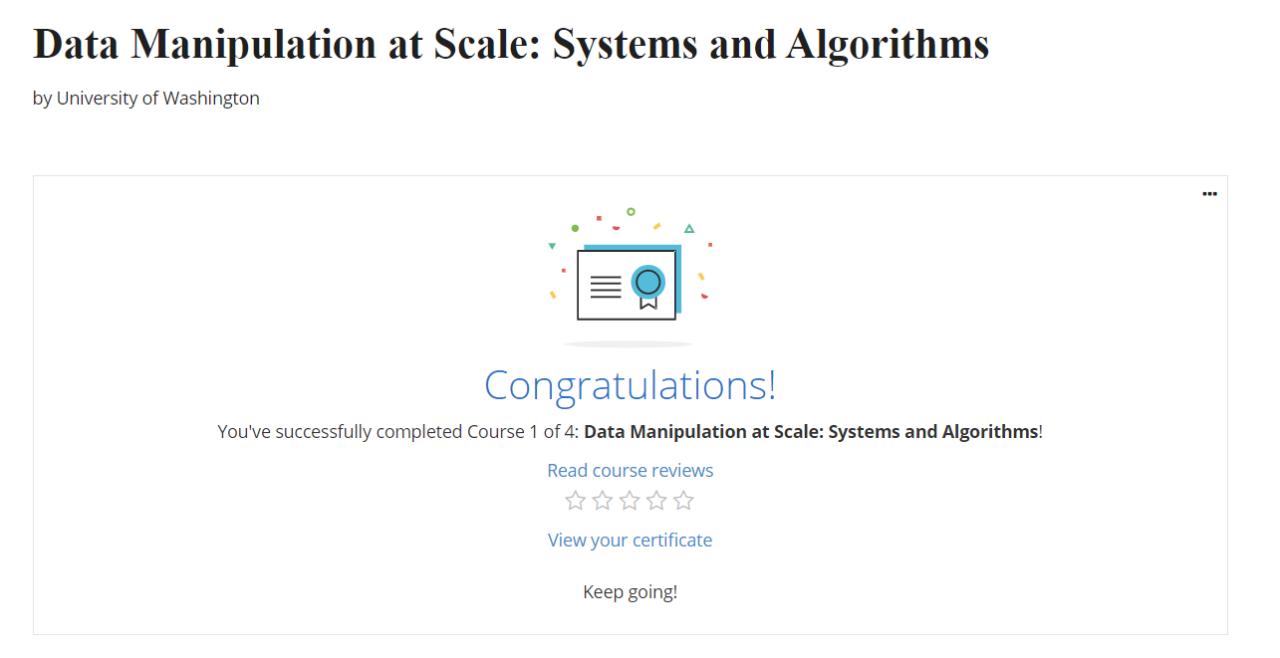 Data Manipulation at Scale: Systems and Algorithms
by University of Washington
Congratulations!
You've successfully completed Course 1 of 4: Data Manipulation at Scale: Systems and Algorithms!
Read course reviews
View your certificate
Keep going!